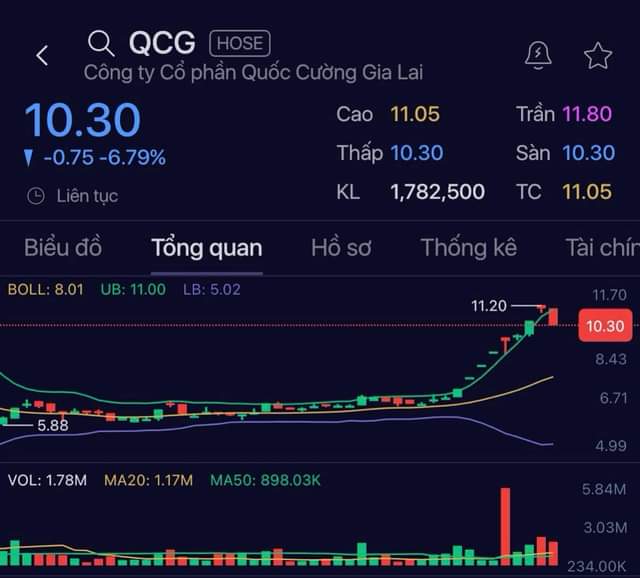 QCG HOSE
Công ty Cổ phần Quốc Cường Gia Lai
10.30
-0.75 -6.79%
Liên tục
Cao 11.05 Trần 11.80
Thấp 10.30 Sàn 10.30
KL 1,782,500 TC 11.05
Biểu đồ Tổng quan Hồ sơ Thống kê Tài chín
BOLL: 8.01 UB: 11.00 LB: 5.02
11.70
11.20
10.30
8.43
6.71
5.88
4.99
VOL: 1.78M MA20: 1.17M MA50: 898.03K
5.84M
3.03M
234.00K